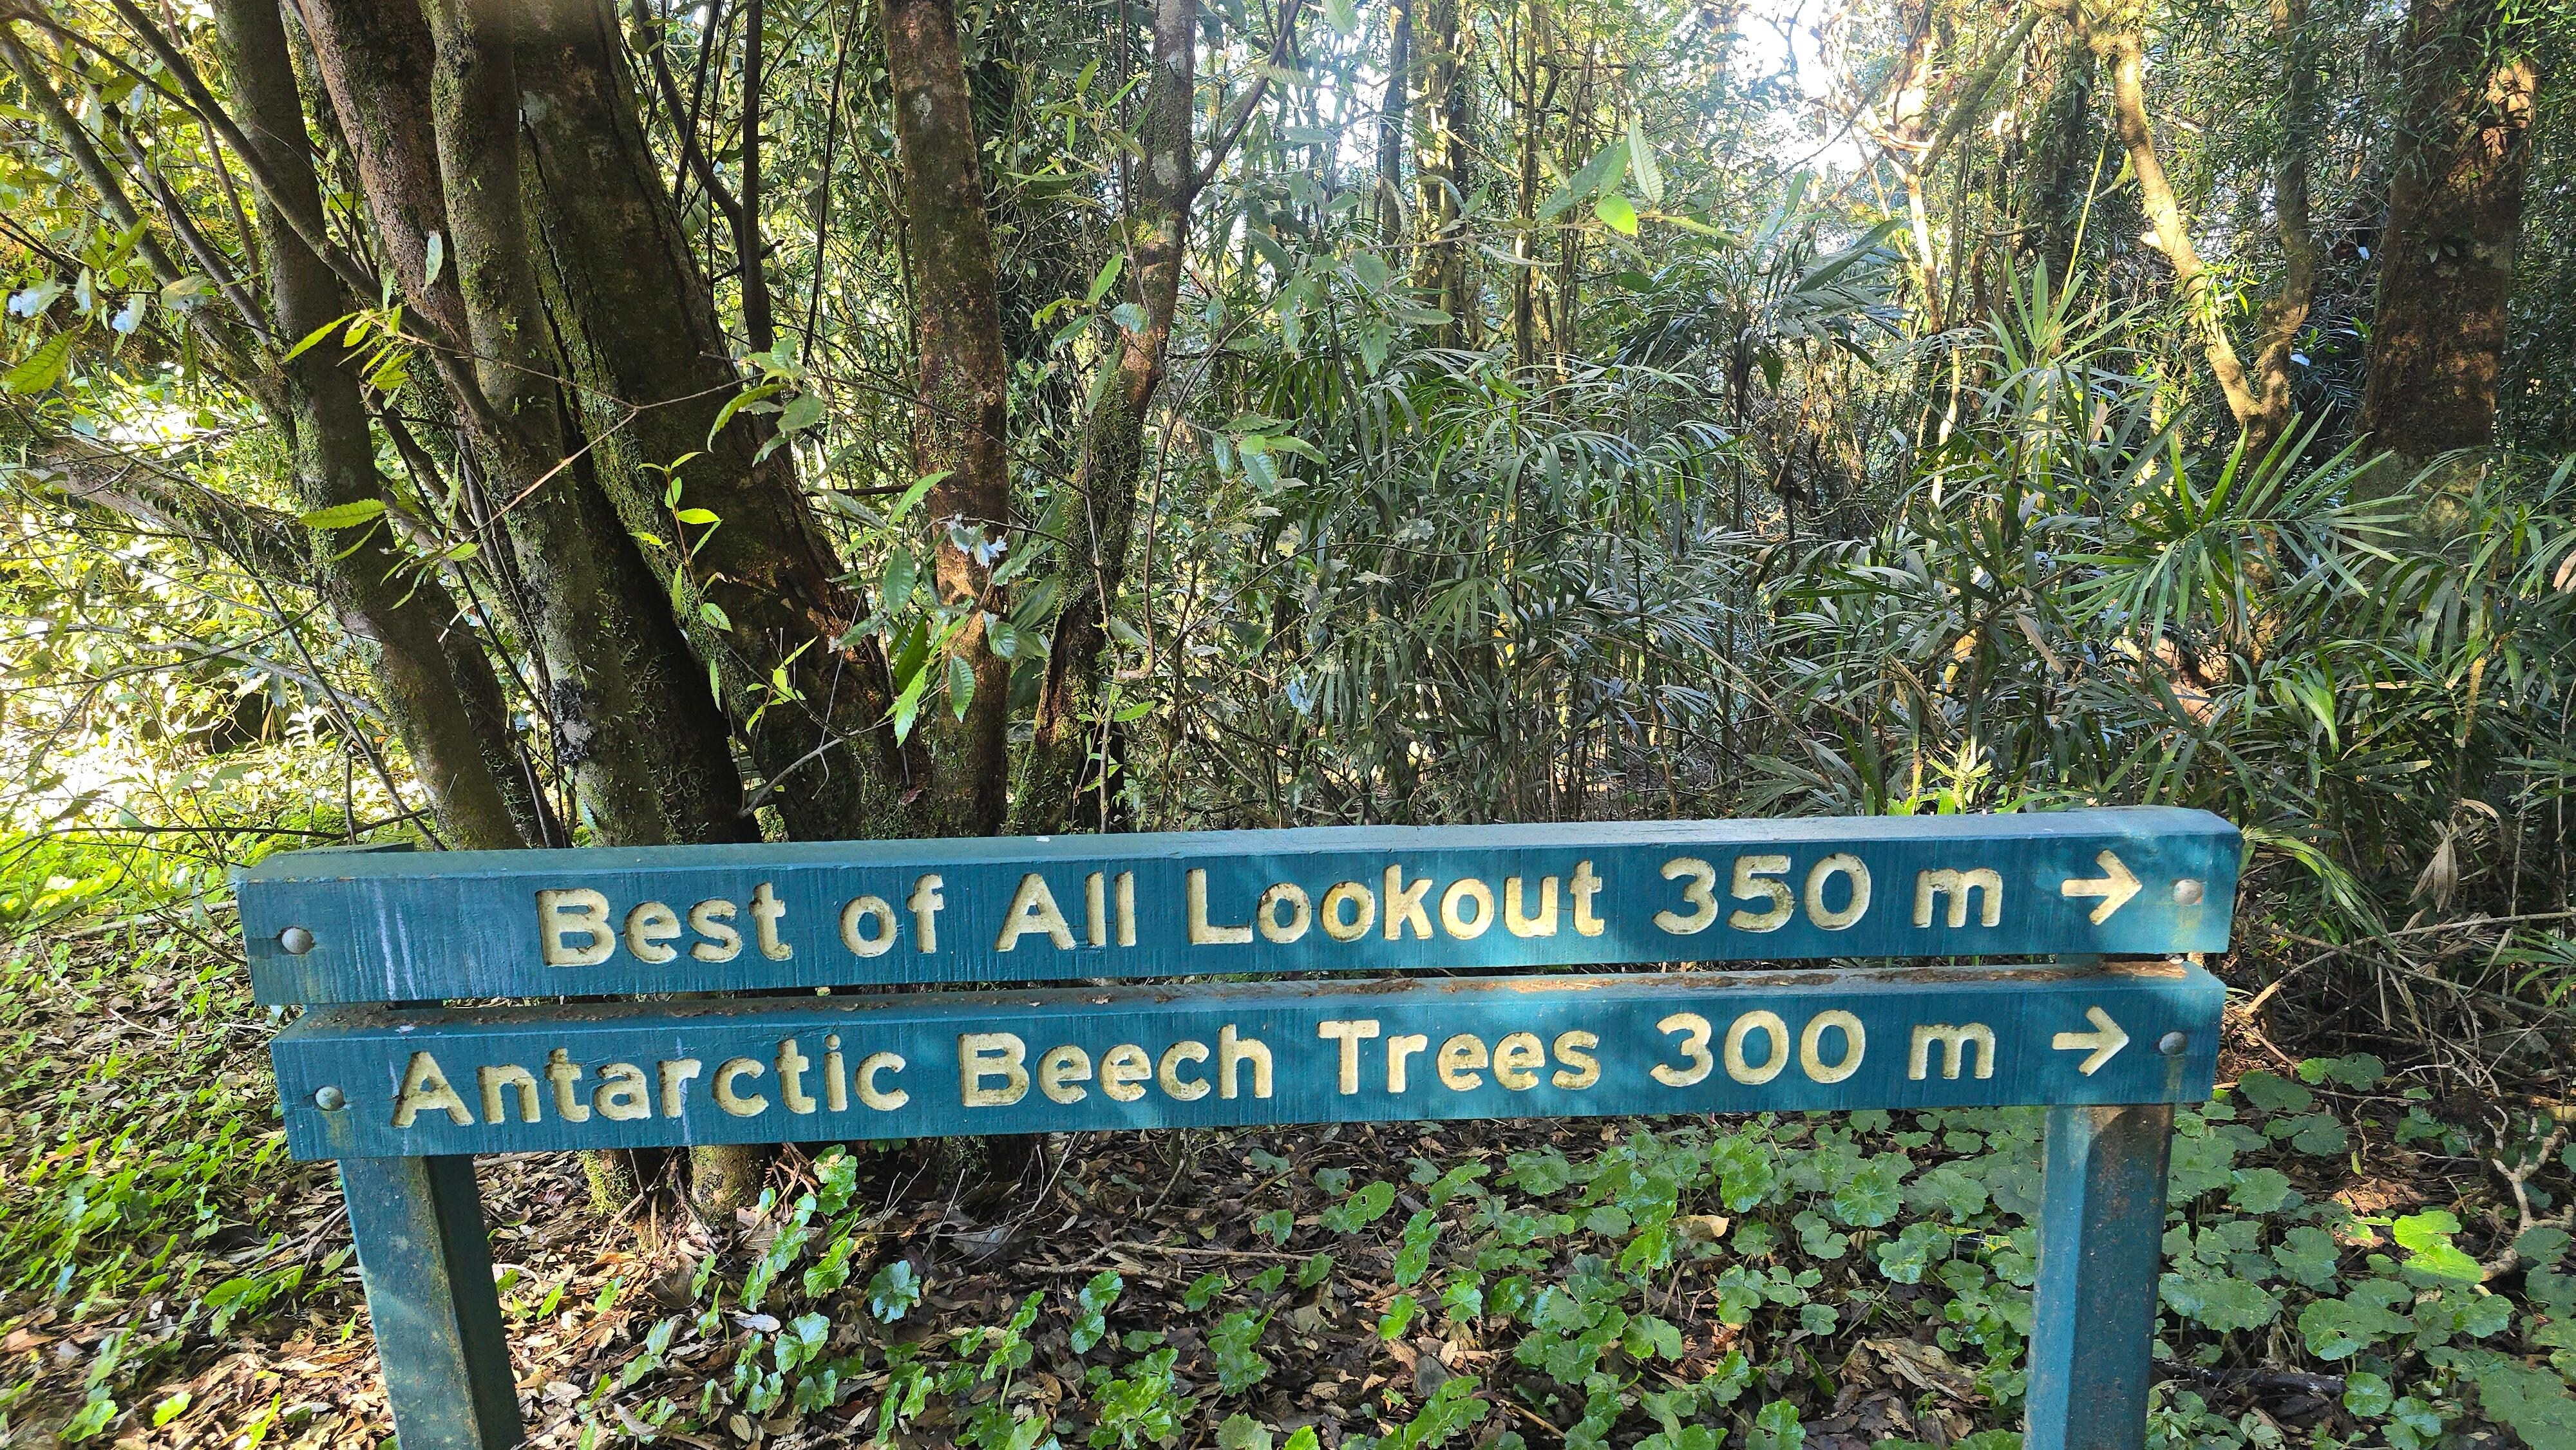 Best of All Lookout 350 m →
Antarctic Beech Trees 300 m →